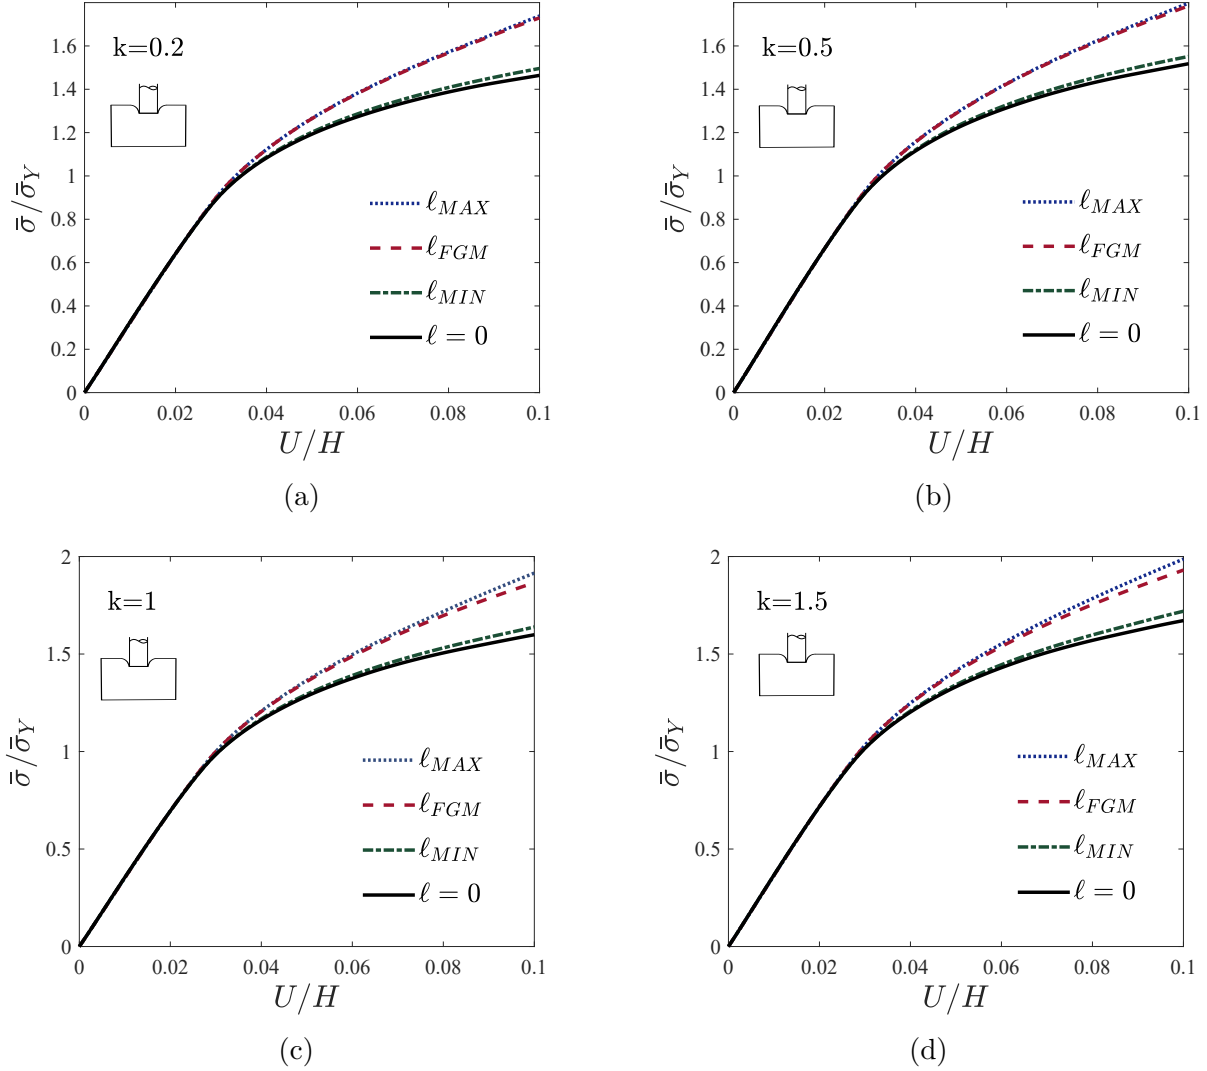 k=0.2
1.6
1.4
1.2
1
0.8
0.6
0.4
0.2
0
σ̄/σ̄_Y
ℓ_MAX
ℓ_FGM
ℓ_MIN
ℓ = 0
0 0.02 0.04 0.06 0.08 0.1
U/H
(a)
k=0.5
1.6
1.4
1.2
1
0.8
0.6
0.4
0.2
0
σ̄/σ̄_Y
ℓ_MAX
ℓ_FGM
ℓ_MIN
ℓ = 0
0 0.02 0.04 0.06 0.08 0.1
U/H
(b)
2
k=1
1.5
1
0.5
0
σ̄/σ̄_Y
ℓ_MAX
ℓ_FGM
ℓ_MIN
ℓ = 0
0 0.02 0.04 0.06 0.08 0.1
U/H
(c)
2
k=1.5
1.5
1
0.5
0
σ̄/σ̄_Y
ℓ_MAX
ℓ_FGM
ℓ_MIN
ℓ = 0
0 0.02 0.04 0.06 0.08 0.1
U/H
(d)